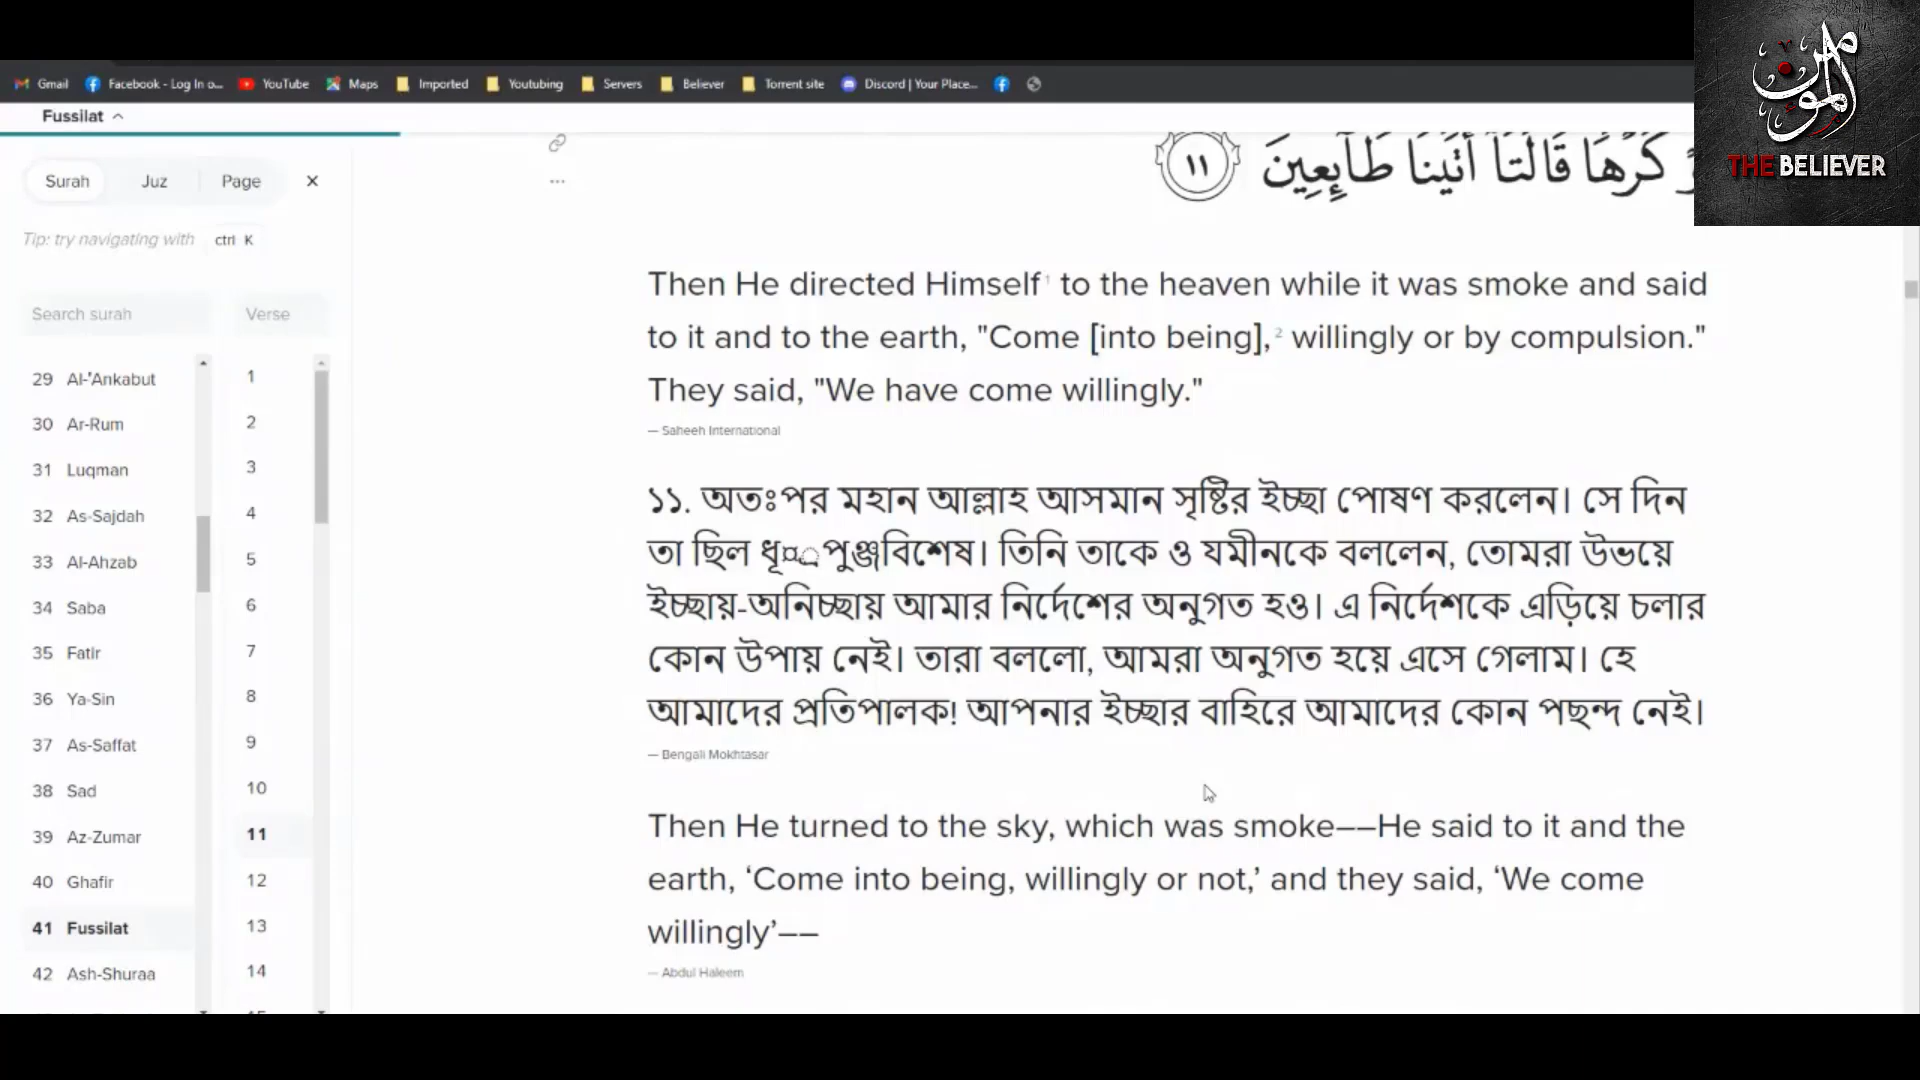 Gmail
Facebook - Log In o...
YouTube
Maps
Imported
Youtubing
Servers
Believer
Torrent site
Discord | Your Place...
THE BELIEVER
Fussilat
Surah
Juz
Page
Tip: try navigating with ctrl K
Search surah
Verse
29 Al-'Ankabut
30 Ar-Rum
31 Luqman
32 As-Sajdah
33 Al-Ahzab
34 Saba
35 Fatir
36 Ya-Sin
37 As-Saffat
38 Sad
39 Az-Zumar
40 Ghafir
41 Fussilat
42 Ash-Shuraa
1
2
3
4
5
6
7
8
9
10
11
12
13
14
كَرْهًا قَالَتَآ أَتَيْنَا طَآئِعِينَ ١١
Then He directed Himself¹ to the heaven while it was smoke and said
to it and to the earth, "Come [into being],² willingly or by compulsion."
They said, "We have come willingly."
— Saheeh International
১১. অতঃপর মহান আল্লাহ আসমান সৃষ্টির ইচ্ছা পোষণ করলেন। সে দিন
তা ছিল ধূ¤্রপুঞ্জবিশেষ। তিনি তাকে ও যমীনকে বললেন, তোমরা উভয়ে
ইচ্ছায়-অনিচ্ছায় আমার নির্দেশের অনুগত হও। এ নির্দেশকে এড়িয়ে চলার
কোন উপায় নেই। তারা বললো, আমরা অনুগত হয়ে এসে গেলাম। হে
আমাদের প্রতিপালক! আপনার ইচ্ছার বাহিরে আমাদের কোন পছন্দ নেই।
— Bengali Mokhtasar
Then He turned to the sky, which was smoke––He said to it and the
earth, ‘Come into being, willingly or not,’ and they said, ‘We come
willingly’––
— Abdul Haleem